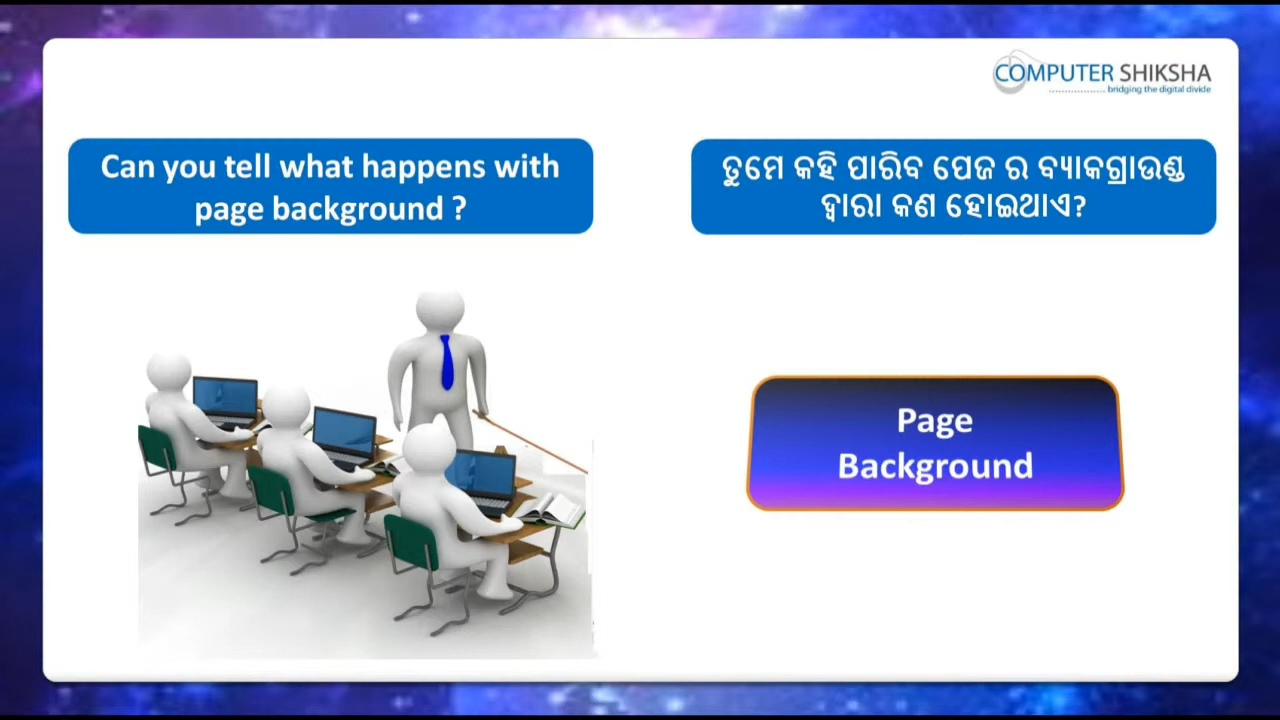 COMPUTER SHIKSHA
bridging the digital divide
Can you tell what happens with
page background ?
ତୁମେ କହି ପାରିବ ପେଜ ର ବ୍ୟାକଗ୍ରାଉଣ୍ଡ
ଦ୍ୱାରା କଣ ହୋଇଥାଏ?
Page
Background